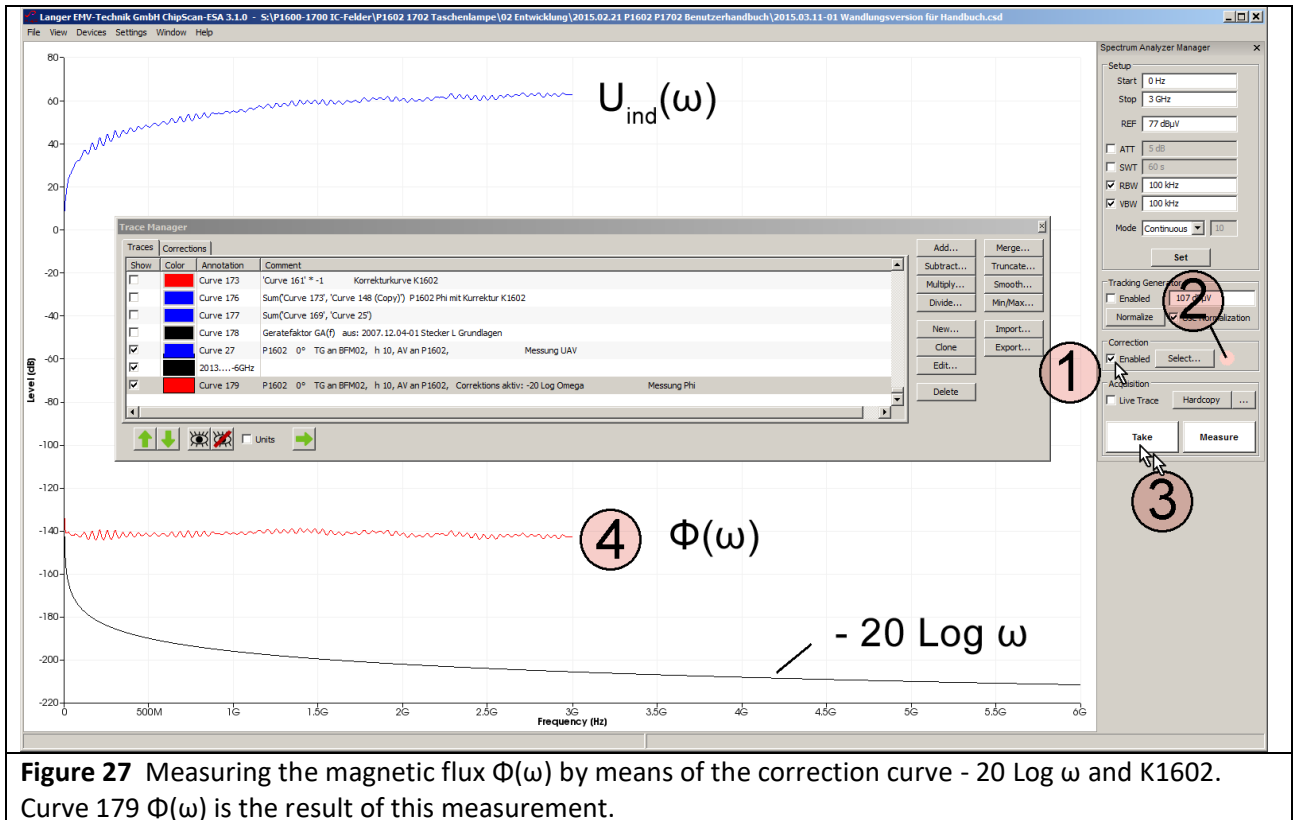 Langer EMV-Technik GmbH ChipScan-ESA 3.1.0 - S:\P1600-1700 IC-Felder\P1602 1702 Taschenlampe\02 Entwicklung\2015.02.21 P1602 P1702 Benutzerhandbuch\2015.03.11-01 Wandlungsversion für Handbuch.csd
File View Devices Settings Window Help
80
60
40
20
0
-20
-40
-60
-80
-100
-120
-140
-160
-180
-200
-220
Level (dB)
U_ind(ω)
Trace Manager
Traces Corrections
Show Color Annotation Comment
Curve 173 'Curve 161' * -1 Korrekturkurve K1602
Curve 176 Sum('Curve 173', 'Curve 148 (Copy)') P1602 Phi mit Kurrektur K1602
Curve 177 Sum('Curve 169', 'Curve 25')
Curve 178 Geratefaktor GA(f) aus: 2007.12.04-01 Stecker L Grundlagen
Curve 27 P1602 0° TG an BFM02, h 10, AV an P1602, Messung UAV
2013....-6GHz
Curve 179 P1602 0° TG an BFM02, h 10, AV an P1602, Correktions aktiv: -20 Log Omega Messung Phi
Units
Add... Merge...
Subtract... Truncate...
Multiply... Smooth...
Divide... Min/Max...
New... Import...
Clone Export...
Edit...
Delete
4 Φ(ω)
- 20 Log ω
0 500M 1G 1.5G 2G 2.5G 3G 3.5G 4G 4.5G 5G 5.5G 6G
Frequency (Hz)
Spectrum Analyzer Manager
Setup
Start 0 Hz
Stop 3 GHz
REF 77 dBµV
ATT 5 dB
SWT 60 s
RBW 100 kHz
VBW 100 kHz
Mode Continuous 10
Set
Tracking Generator
Enabled 107 dBµV
Normalize Use Normalization
2
Correction
Enabled Select...
1
Acquisition
Live Trace Hardcopy ...
Take Measure
3
Figure 27 Measuring the magnetic flux Φ(ω) by means of the correction curve - 20 Log ω and K1602.
Curve 179 Φ(ω) is the result of this measurement.